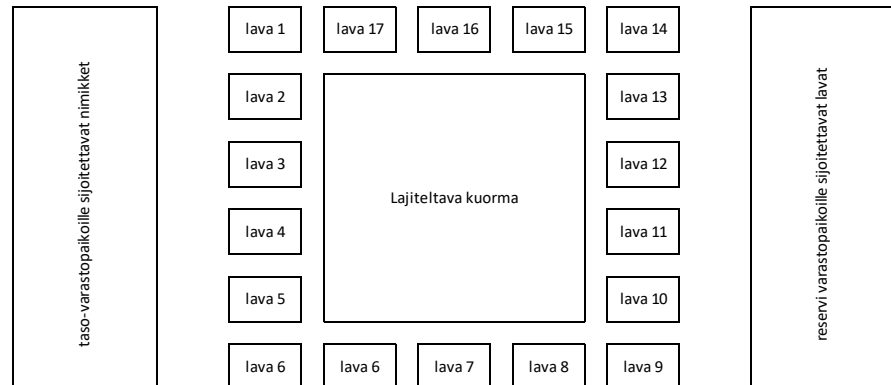 lava 1 lava 17 lava 16 lava 15 lava 14
taso-varastopaikoille sijoitettavat nimikket
lava 2 lava 13
lava 3 lava 12
Lajiteltava kuorma
lava 4 lava 11
lava 5 lava 10
lava 6 lava 6 lava 7 lava 8 lava 9
reservi varastopaikoille sijoitettavat lavat